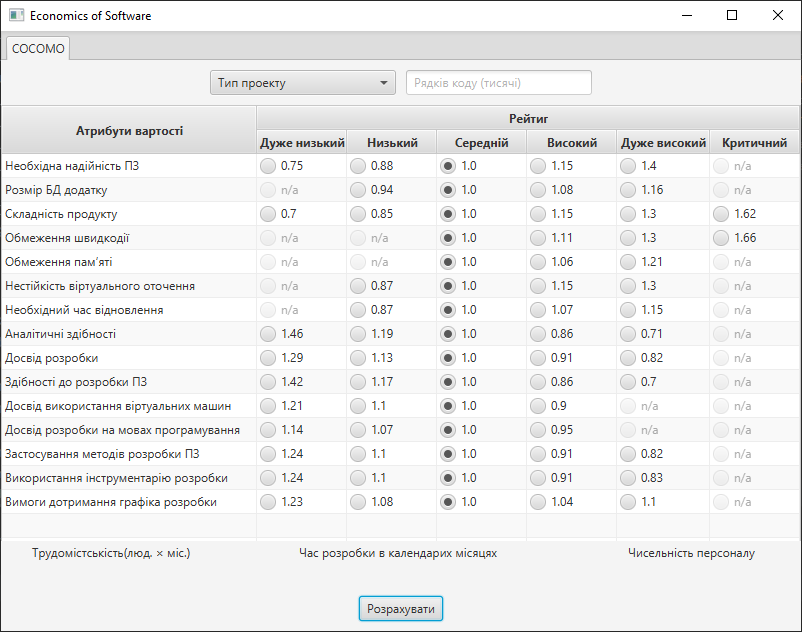 Economics of Software
COCOMO
Тип проекту Рядків коду (тисячі)
Атрибути вартості Рейтинг
Дуже низький Низький Середній Високий Дуже високий Критичний
Необхідна надійність ПЗ 0.75 0.88 1.0 1.15 1.4 n/a
Розмір БД додатку n/a 0.94 1.0 1.08 1.16 n/a
Складність продукту 0.7 0.85 1.0 1.15 1.3 1.62
Обмеження швидкодії n/a n/a 1.0 1.11 1.3 1.66
Обмеження пам'яті n/a n/a 1.0 1.06 1.21 n/a
Нестійкість віртуального оточення n/a 0.87 1.0 1.15 1.3 n/a
Необхідний час відновлення n/a 0.87 1.0 1.07 1.15 n/a
Аналітичні здібності 1.46 1.19 1.0 0.86 0.71 n/a
Досвід розробки 1.29 1.13 1.0 0.91 0.82 n/a
Здібності до розробки ПЗ 1.42 1.17 1.0 0.86 0.7 n/a
Досвід використання віртуальних машин 1.21 1.1 1.0 0.9 n/a n/a
Досвід розробки на мовах програмування 1.14 1.07 1.0 0.95 n/a n/a
Застосування методів розробки ПЗ 1.24 1.1 1.0 0.91 0.82 n/a
Використання інструментарію розробки 1.24 1.1 1.0 0.91 0.83 n/a
Вимоги дотримання графіка розробки 1.23 1.08 1.0 1.04 1.1 n/a
Трудомістськість(люд. × міс.) Час розробки в календарих місяцях Чисельність персоналу
Розрахувати